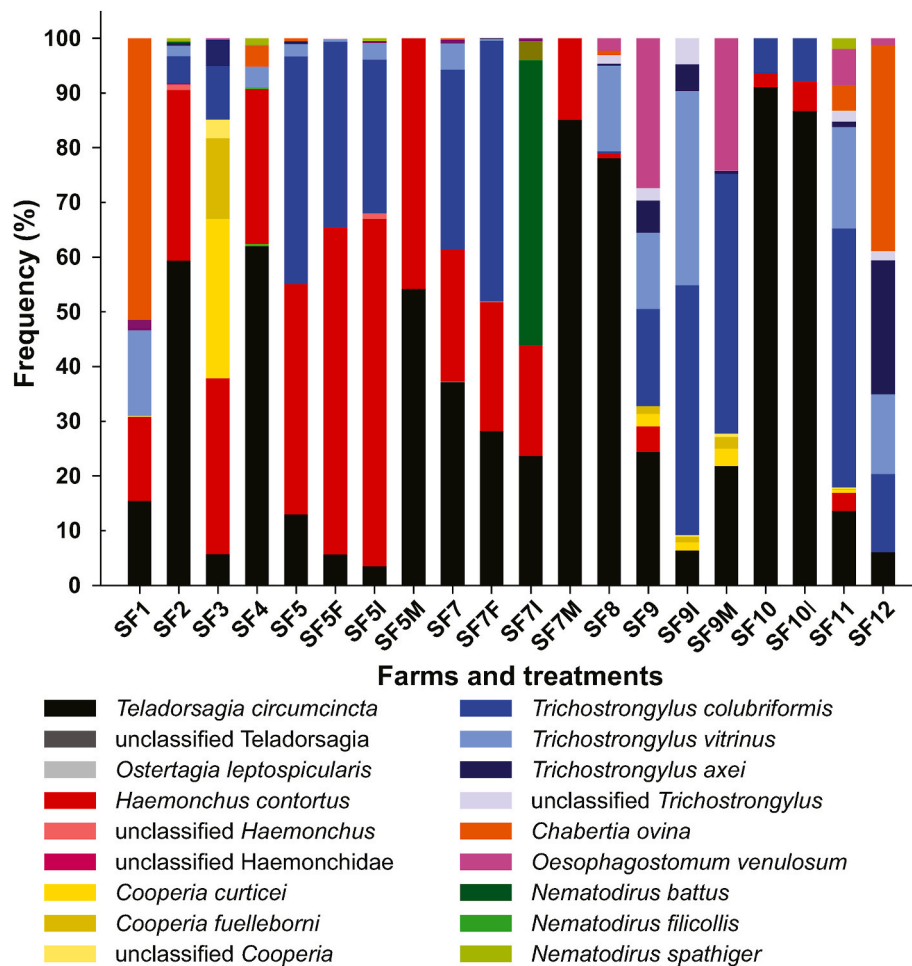 Frequency (%)
100
90
80
70
60
50
40
30
20
10
0
SF1
SF2
SF3
SF4
SF5
SF5F
SF5I
SF5M
SF7
SF7F
SF7I
SF7M
SF8
SF9
SF9I
SF9M
SF10
SF10I
SF11
SF12
Farms and treatments
Teladorsagia circumcincta
unclassified Teladorsagia
Ostertagia leptospicularis
Haemonchus contortus
unclassified Haemonchus
unclassified Haemonchidae
Cooperia curticei
Cooperia fuelleborni
unclassified Cooperia
Trichostrongylus colubriformis
Trichostrongylus vitrinus
Trichostrongylus axei
unclassified Trichostrongylus
Chabertia ovina
Oesophagostomum venulosum
Nematodirus battus
Nematodirus filicollis
Nematodirus spathiger